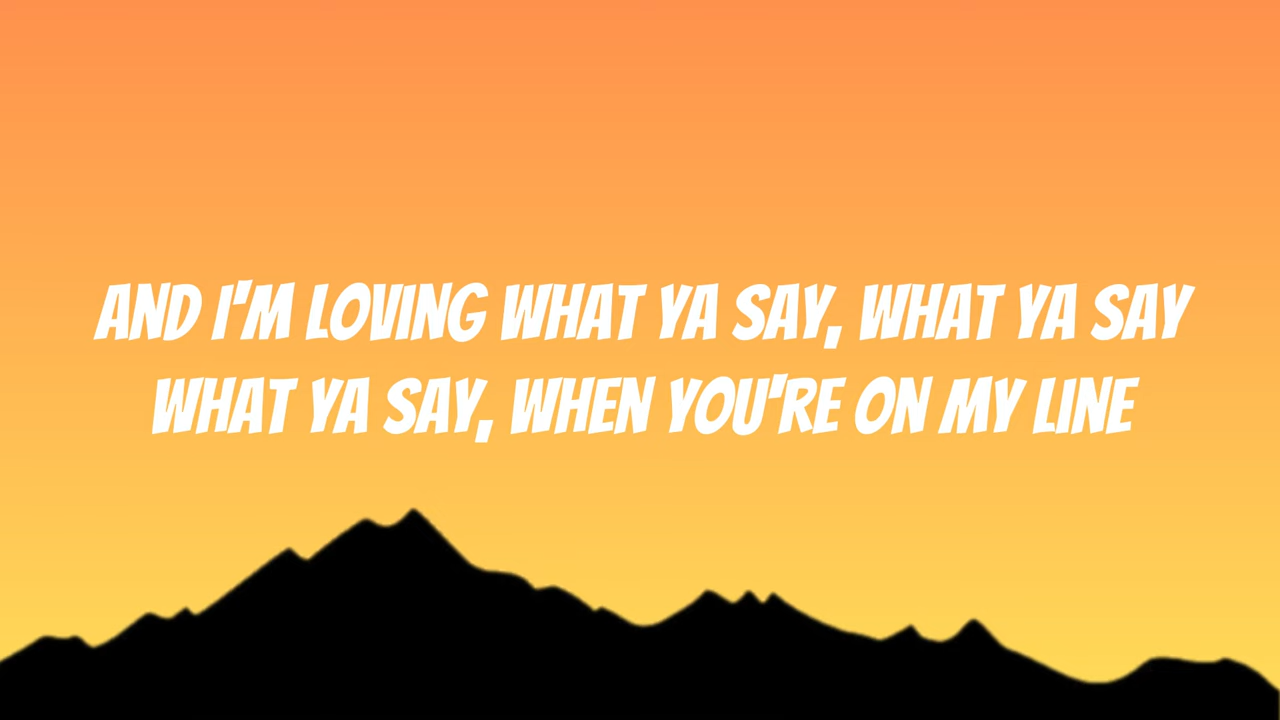 AND I'M LOVING WHAT YA SAY, WHAT YA SAY
WHAT YA SAY, WHEN YOU'RE ON MY LINE